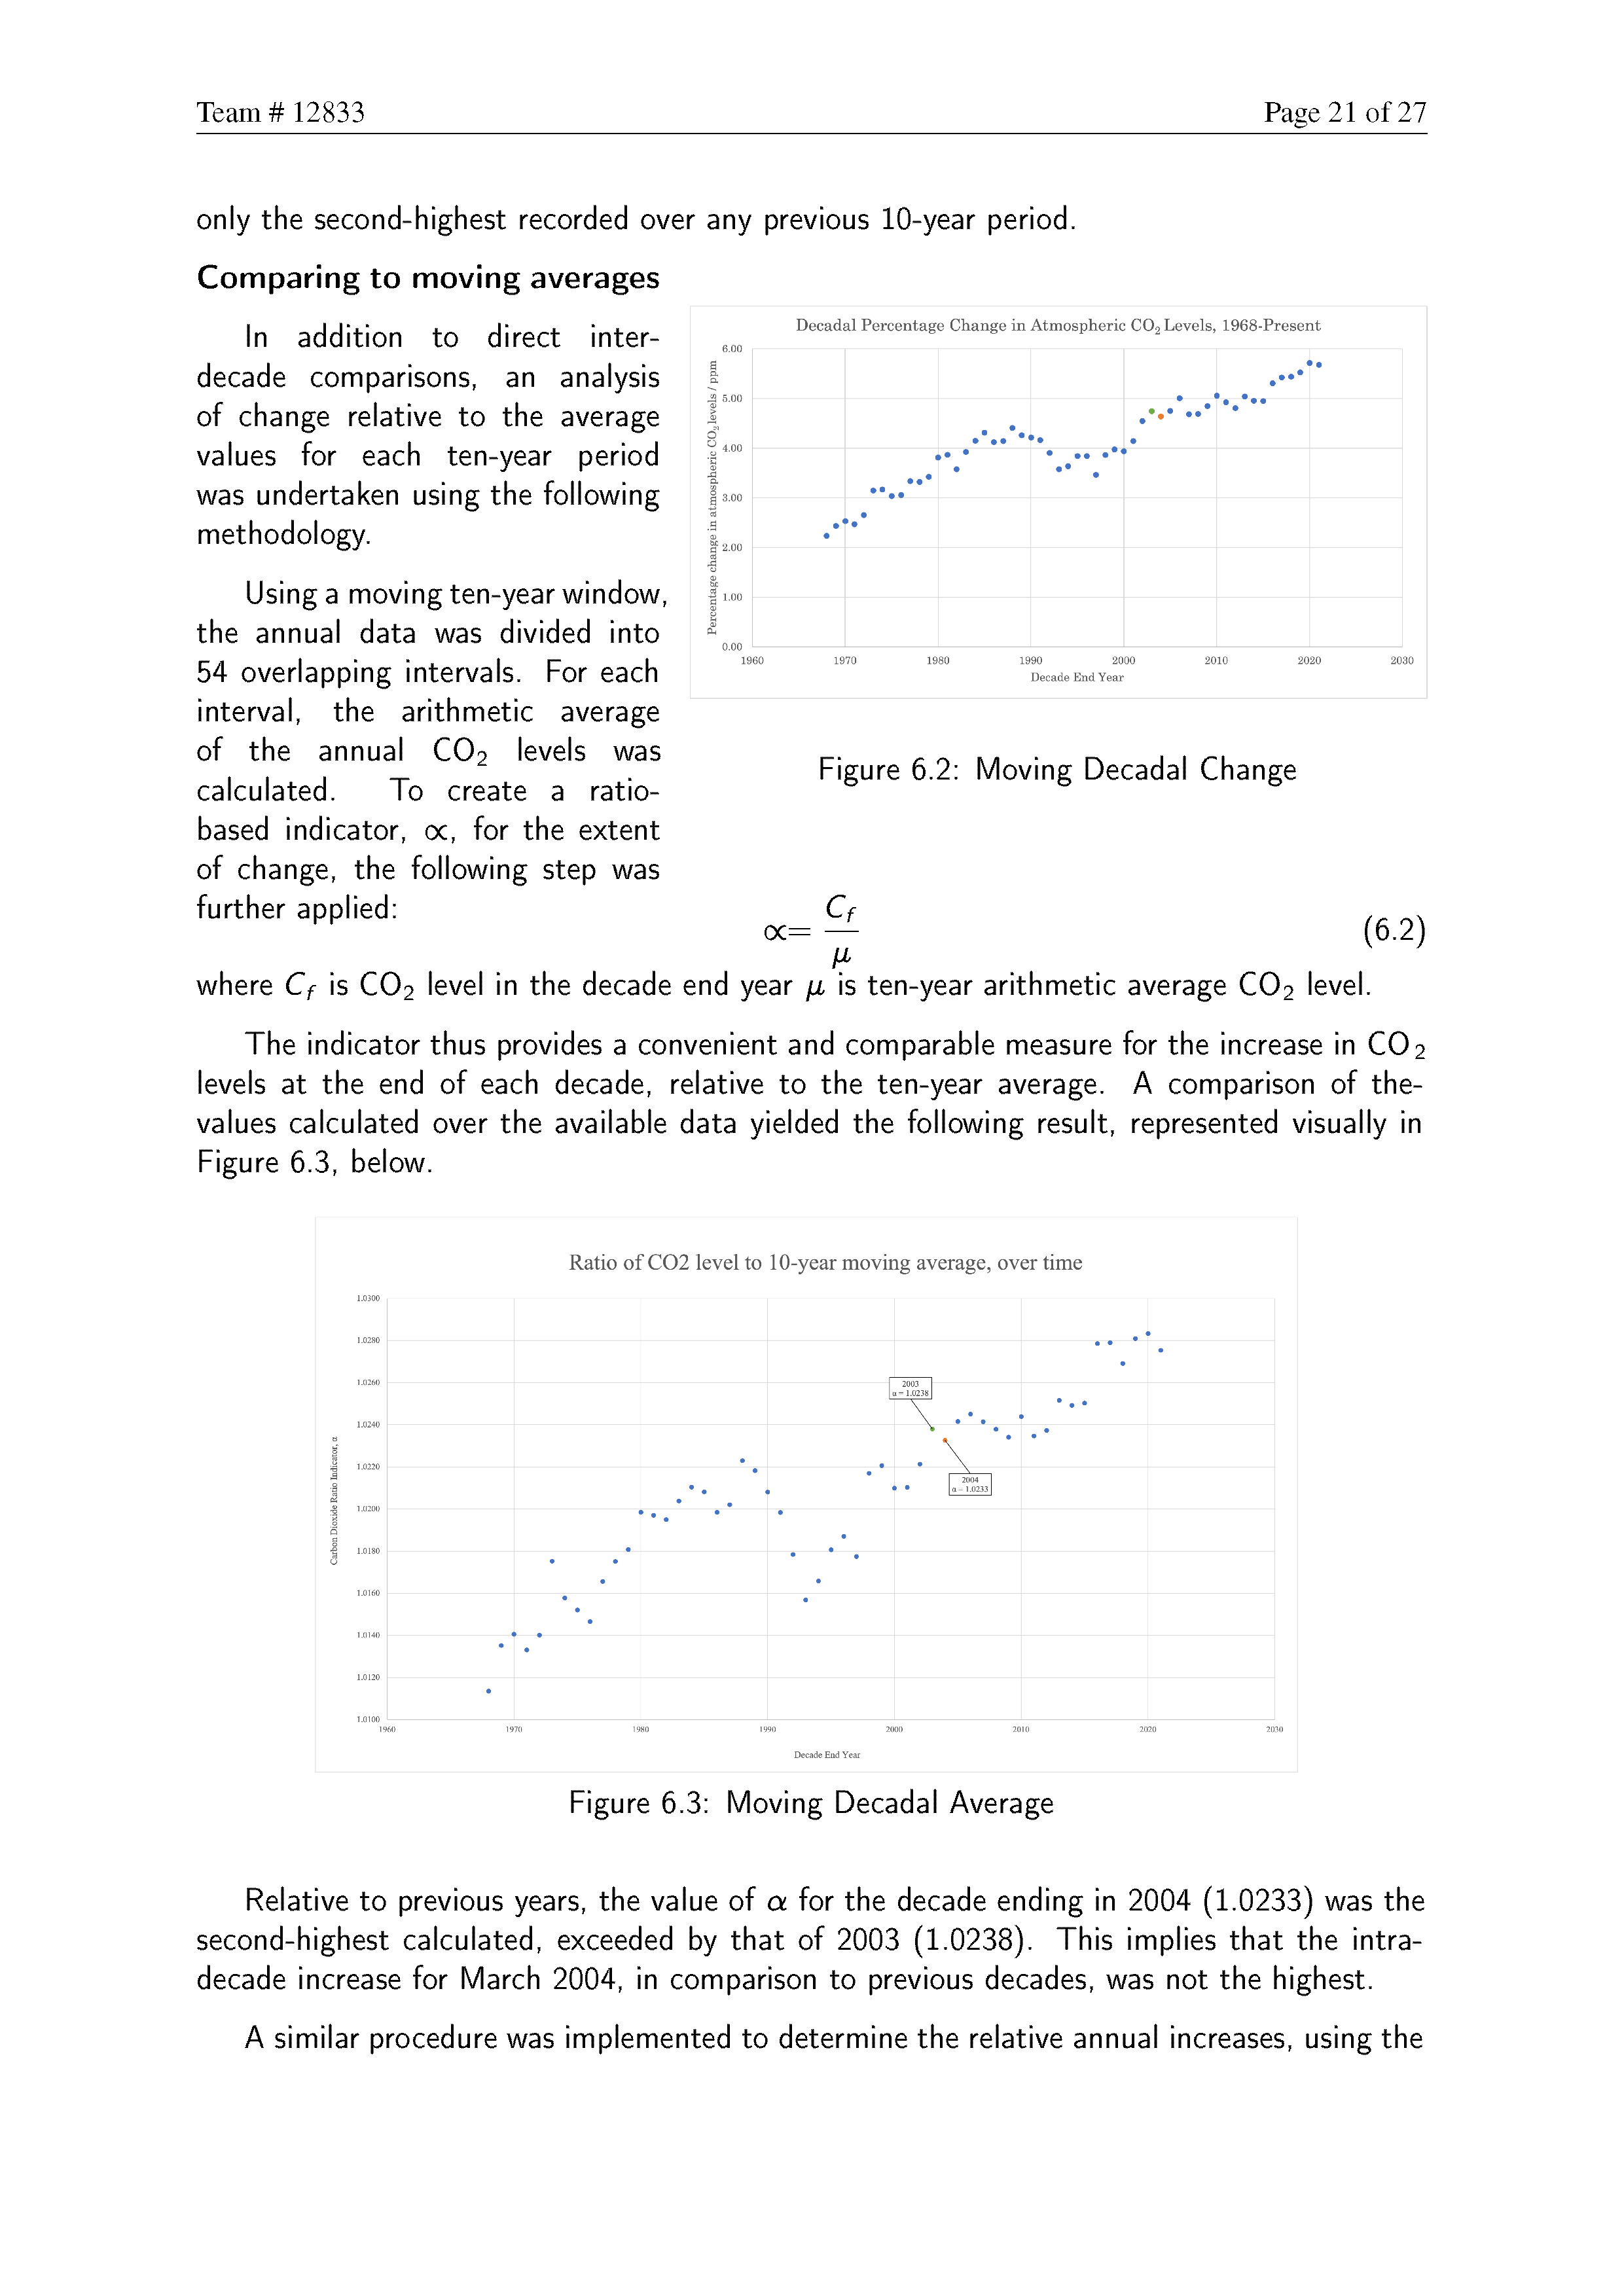 Team # 12833
Page 21 of 27
only the second-highest recorded over any previous 10-year period.
Comparing to moving averages
In addition to direct inter-
decade comparisons, an analysis
of change relative to the average
values for each ten-year period
was undertaken using the following
methodology.
Using a moving ten-year window,
the annual data was divided into
54 overlapping intervals. For each
interval, the arithmetic average
of the annual CO₂ levels was
calculated. To create a ratio-
based indicator, ∝, for the extent
of change, the following step was
further applied:
Decadal Percentage Change in Atmospheric CO₂ Levels, 1968-Present
Percentage change in atmospheric CO₂ levels / ppm
6.00
5.00
4.00
3.00
2.00
1.00
0.00
1960 1970 1980 1990 2000 2010 2020 2030
Decade End Year
Figure 6.2: Moving Decadal Change
∝= C_f / μ (6.2)
where C_f is CO₂ level in the decade end year μ is ten-year arithmetic average CO₂ level.
The indicator thus provides a convenient and comparable measure for the increase in CO₂
levels at the end of each decade, relative to the ten-year average. A comparison of the-
values calculated over the available data yielded the following result, represented visually in
Figure 6.3, below.
Ratio of CO2 level to 10-year moving average, over time
Carbon Dioxide Ratio Indicator, α
1.0300
1.0280
1.0260
1.0240
1.0220
1.0200
1.0180
1.0160
1.0140
1.0120
1.0100
2003
α = 1.0238
2004
α = 1.0233
1960 1970 1980 1990 2000 2010 2020 2030
Decade End Year
Figure 6.3: Moving Decadal Average
Relative to previous years, the value of α for the decade ending in 2004 (1.0233) was the
second-highest calculated, exceeded by that of 2003 (1.0238). This implies that the intra-
decade increase for March 2004, in comparison to previous decades, was not the highest.
A similar procedure was implemented to determine the relative annual increases, using the